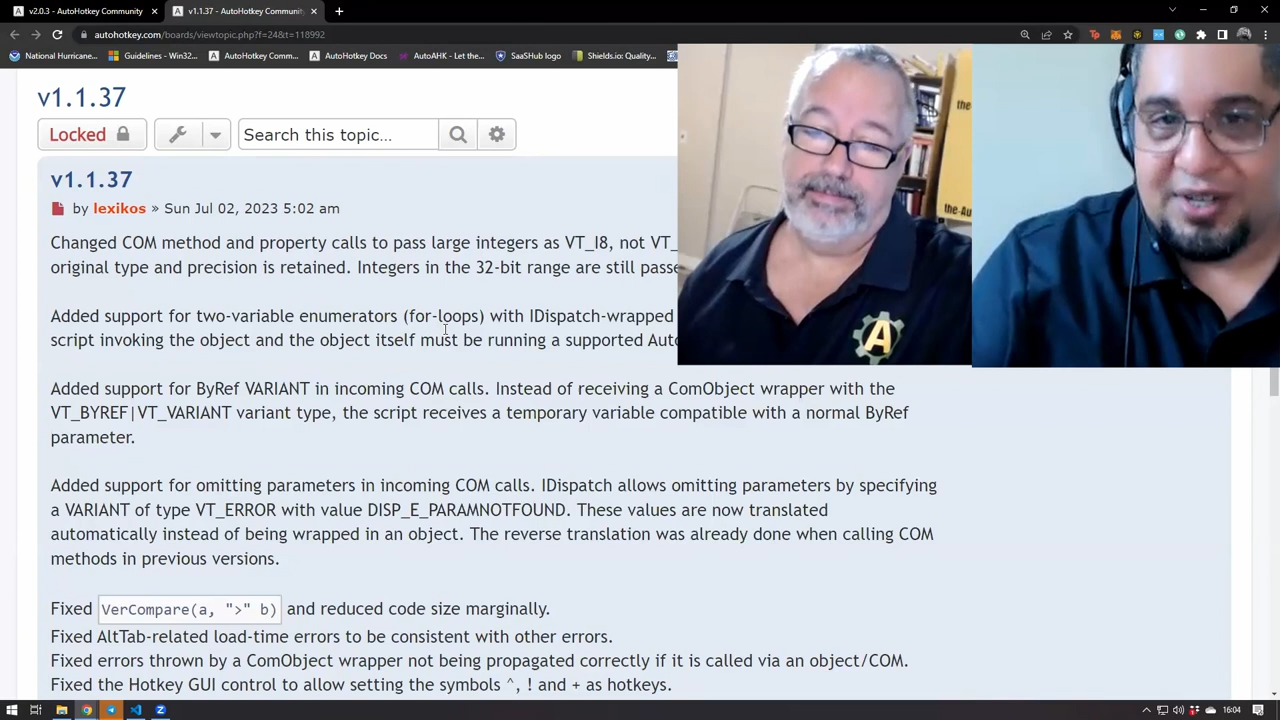 v2.0.3 - AutoHotkey Community
v1.1.37 - AutoHotkey Communit
autohotkey.com/boards/viewtopic.php?f=24&t=118992
National Hurricane...
Guidelines - Win32...
AutoHotkey Comm...
AutoHotkey Docs
AutoAHK - Let the...
SaaSHub logo
Shields.io: Quality...
v1.1.37
Locked
Search this topic...
v1.1.37
by lexikos » Sun Jul 02, 2023 5:02 am
Changed COM method and property calls to pass large integers as VT_I8, not VT_
original type and precision is retained. Integers in the 32-bit range are still passe
Added support for two-variable enumerators (for-loops) with IDispatch-wrapped
script invoking the object and the object itself must be running a supported Auto
Added support for ByRef VARIANT in incoming COM calls. Instead of receiving a ComObject wrapper with the
VT_BYREF|VT_VARIANT variant type, the script receives a temporary variable compatible with a normal ByRef
parameter.
Added support for omitting parameters in incoming COM calls. IDispatch allows omitting parameters by specifying
a VARIANT of type VT_ERROR with value DISP_E_PARAMNOTFOUND. These values are now translated
automatically instead of being wrapped in an object. The reverse translation was already done when calling COM
methods in previous versions.
Fixed VerCompare(a, ">" b) and reduced code size marginally.
Fixed AltTab-related load-time errors to be consistent with other errors.
Fixed errors thrown by a ComObject wrapper not being propagated correctly if it is called via an object/COM.
Fixed the Hotkey GUI control to allow setting the symbols ^, ! and + as hotkeys.
the-
the-Au
A
16:04